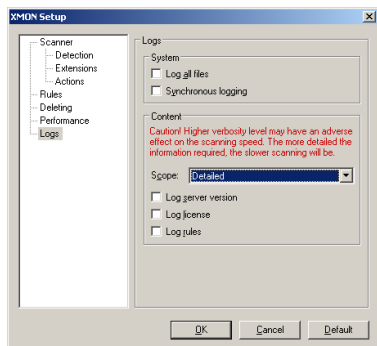 XMON Setup
Scanner
Detection
Extensions
Actions
Rules
Deleting
Performance
Logs
Logs
System
Log all files
Synchronous logging
Content
Caution! Higher verbosity level may have an adverse
effect on the scanning speed. The more detailed the
information required, the slower scanning will be.
Scope: Detailed
Log server version
Log license
Log rules
OK Cancel Default